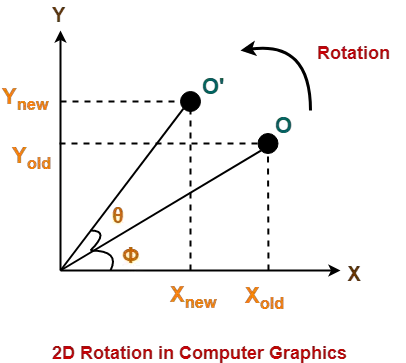 Y
Rotation
O'
Ynew
O
Yold
θ
Φ
X
Xnew
Xold
2D Rotation in Computer Graphics